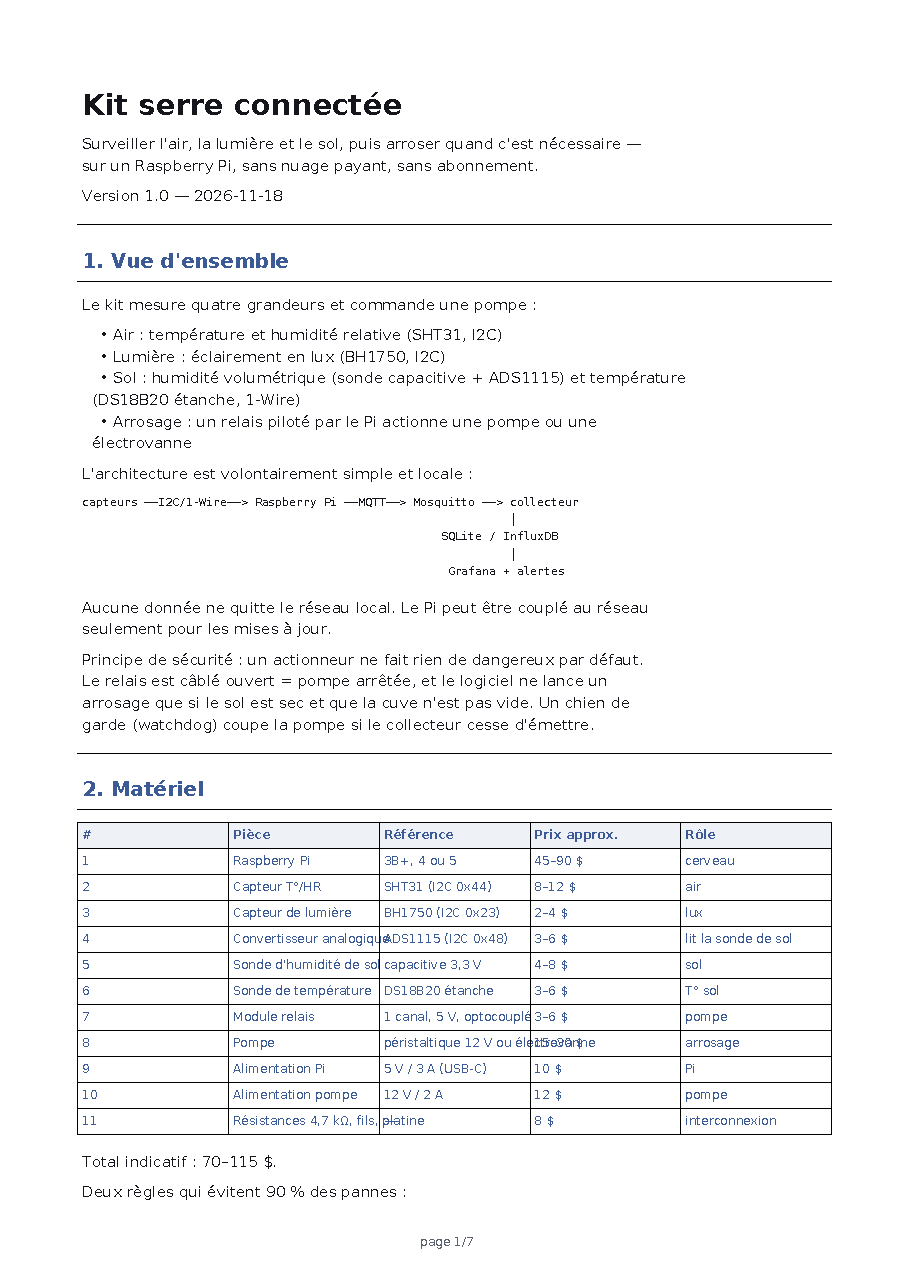 Kit serre connectée
Surveiller l'air, la lumière et le sol, puis arroser quand c'est nécessaire —
sur un Raspberry Pi, sans nuage payant, sans abonnement.
Version 1.0 — 2026-11-18
1. Vue d'ensemble
Le kit mesure quatre grandeurs et commande une pompe :
• Air : température et humidité relative (SHT31, I2C)
• Lumière : éclairement en lux (BH1750, I2C)
• Sol : humidité volumétrique (sonde capacitive + ADS1115) et température
(DS18B20 étanche, 1-Wire)
• Arrosage : un relais piloté par le Pi actionne une pompe ou une
électrovanne
L'architecture est volontairement simple et locale :
capteurs ──I2C/1-Wire──> Raspberry Pi ──MQTT──> Mosquitto ──> collecteur
│
SQLite / InfluxDB
│
Grafana + alertes
Aucune donnée ne quitte le réseau local. Le Pi peut être couplé au réseau
seulement pour les mises à jour.
Principe de sécurité : un actionneur ne fait rien de dangereux par défaut.
Le relais est câblé ouvert = pompe arrêtée, et le logiciel ne lance un
arrosage que si le sol est sec et que la cuve n'est pas vide. Un chien de
garde (watchdog) coupe la pompe si le collecteur cesse d'émettre.
2. Matériel
# Pièce Référence Prix approx. Rôle
1 Raspberry Pi 3B+, 4 ou 5 45–90 $ cerveau
2 Capteur T°/HR SHT31 (I2C 0x44) 8–12 $ air
3 Capteur de lumière BH1750 (I2C 0x23) 2–4 $ lux
4 Convertisseur analogique ADS1115 (I2C 0x48) 3–6 $ lit la sonde de sol
5 Sonde d'humidité de sol capacitive 3,3 V 4–8 $ sol
6 Sonde de température DS18B20 étanche 3–6 $ T° sol
7 Module relais 1 canal, 5 V, optocouplé 3–6 $ pompe
8 Pompe péristaltique 12 V ou électrovanne 15–30 $ arrosage
9 Alimentation Pi 5 V / 3 A (USB-C) 10 $ Pi
10 Alimentation pompe 12 V / 2 A 12 $ pompe
11 Résistances 4,7 kΩ, fils, platine — 8 $ interconnexion
Total indicatif : 70–115 $.
Deux règles qui évitent 90 % des pannes :
page 1/7